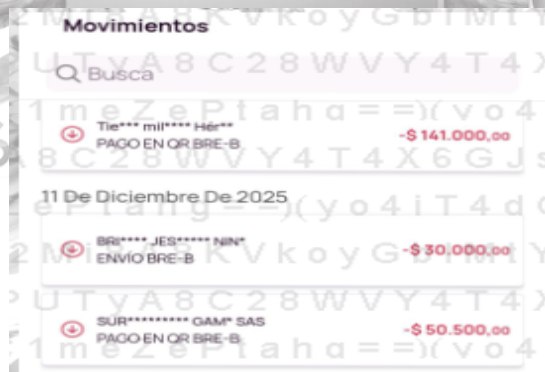 Movimientos
Busca
Tie*** mil**** Hér**
PAGO EN QR BRE-B
-$ 141.000,00
11 De Diciembre De 2025
BRI**** JES***** NIN*
ENVÍO BRE-B
-$ 30.000,00
SUR********* GAM* SAS
PAGO EN QR BRE-B
-$ 50.500,00